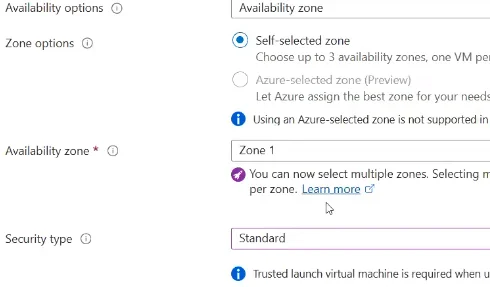 Availability options
Availability zone
Zone options
Self-selected zone
Choose up to 3 availability zones, one VM per
Azure-selected zone (Preview)
Let Azure assign the best zone for your needs
Using an Azure-selected zone is not supported in
Availability zone *
Zone 1
You can now select multiple zones. Selecting m
per zone. Learn more
Security type
Standard
Trusted launch virtual machine is required when u